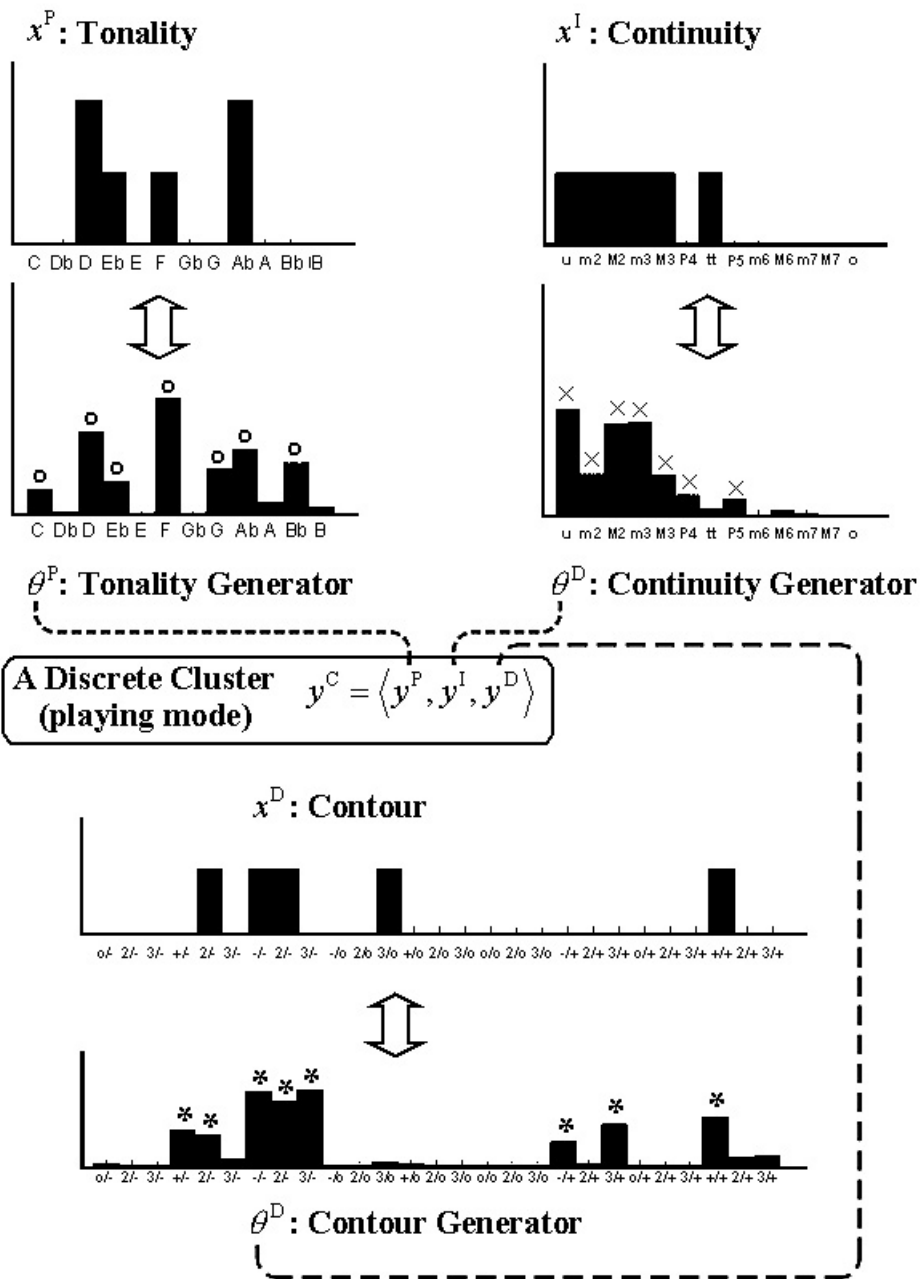 x^P : Tonality
x^I : Continuity
C Db D Eb E F Gb G Ab A Bb IB
u m2 M2 m3 M3 P4 tt P5 m6 M6 m7 M7 o
o o o o o o o
× × × × × × ×
C Db D Eb E F Gb G Ab A Bb B
u m2 M2 m3 M3 P4 tt P5 m6 M6 m7 M7 o
θ^P : Tonality Generator
θ^D : Continuity Generator
A Discrete Cluster
(playing mode)
y^C = ⟨y^P, y^I, y^D⟩
x^D : Contour
o/- 2/- 3/- +/- 2/- 3/- -/- 2/- 3/- -/o 2/o 3/o +/o 2/o 3/o o/o 2/o 3/o -/+ 2/+ 3/+ o/+ 2/+ 3/+ +/+ 2/+ 3/+
* * * * * * * *
o/- 2/- 3/- +/- 2/- 3/- -/- 2/- 3/- -/o 2/o 3/o +/o 2/o 3/o o/o 2/o 3/o -/+ 2/+ 3/+ o/+ 2/+ 3/+ +/+ 2/+ 3/+
θ^D : Contour Generator